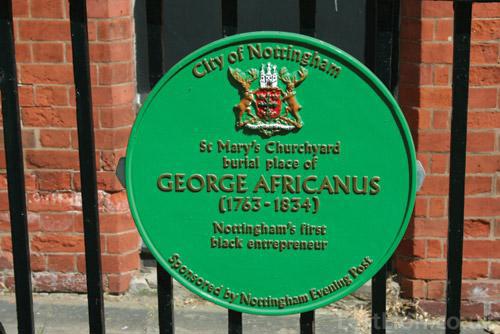 City of Nottingham
St Mary's Churchyard
burial place of
GEORGE AFRICANUS
(1763-1834)
Nottingham's first
black entrepreneur
Sponsored by Nottingham Evening Post